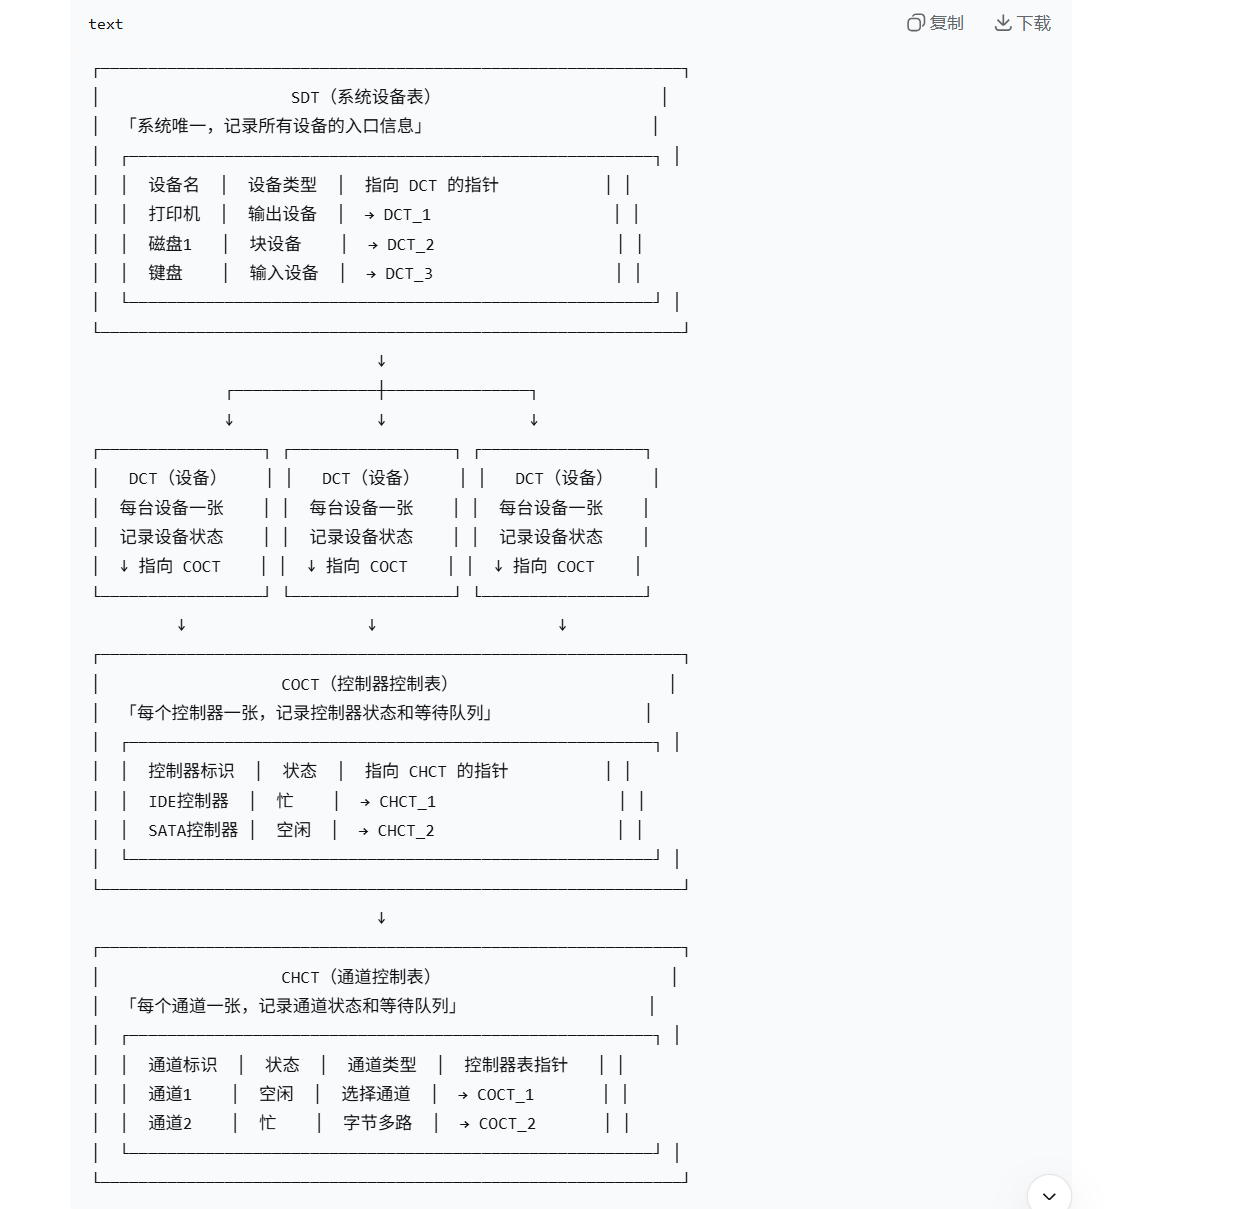 text
复制
下载
SDT（系统设备表）
「系统唯一，记录所有设备的入口信息」
│ 设备名 │ 设备类型 │ 指向 DCT 的指针 │
│ 打印机 │ 输出设备 │ → DCT_1 │
│ 磁盘1 │ 块设备 │ → DCT_2 │
│ 键盘 │ 输入设备 │ → DCT_3 │
↓
↓ ↓ ↓
│ DCT（设备） │ │ DCT（设备） │ │ DCT（设备） │
│ 每台设备一张 │ │ 每台设备一张 │ │ 每台设备一张 │
│ 记录设备状态 │ │ 记录设备状态 │ │ 记录设备状态 │
│ ↓ 指向 COCT │ │ ↓ 指向 COCT │ │ ↓ 指向 COCT │
↓ ↓ ↓
COCT（控制器控制表）
「每个控制器一张，记录控制器状态和等待队列」
│ 控制器标识 │ 状态 │ 指向 CHCT 的指针 │
│ IDE控制器 │ 忙 │ → CHCT_1 │
│ SATA控制器 │ 空闲 │ → CHCT_2 │
↓
CHCT（通道控制表）
「每个通道一张，记录通道状态和等待队列」
│ 通道标识 │ 状态 │ 通道类型 │ 控制器表指针 │
│ 通道1 │ 空闲 │ 选择通道 │ → COCT_1 │
│ 通道2 │ 忙 │ 字节多路 │ → COCT_2 │